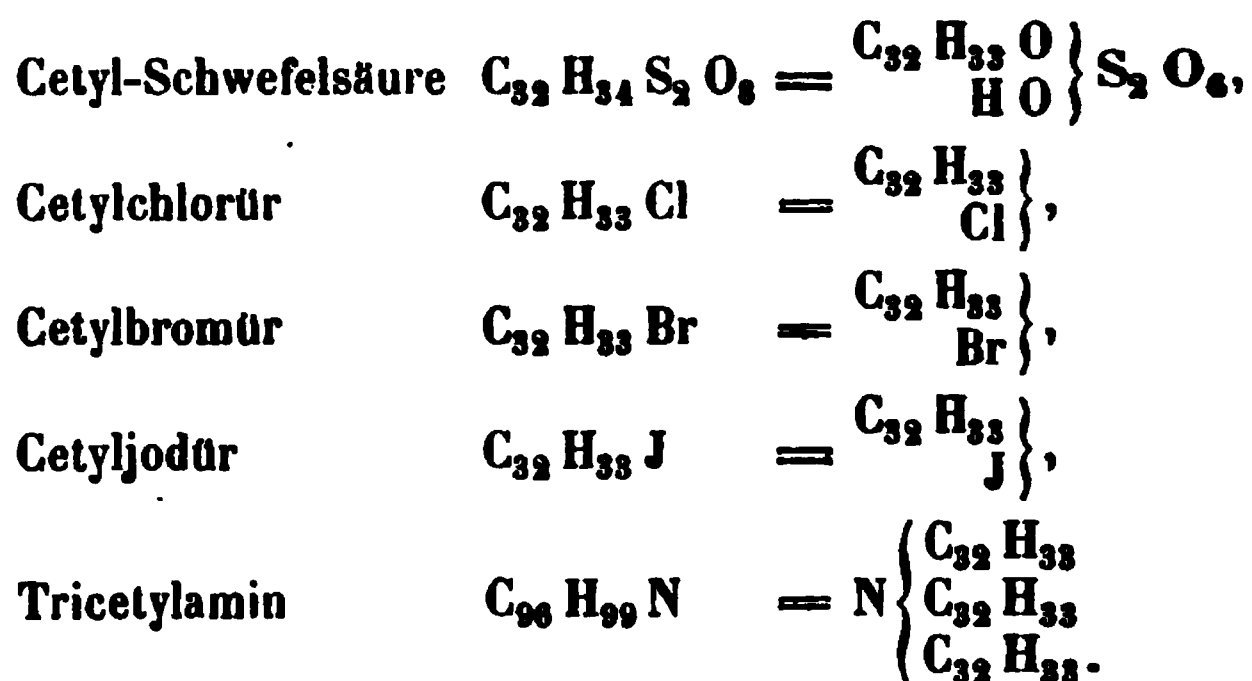 Cetyl-Schwefelsäure C₃₂ H₃₄ S₂ O₈ = C₃₂ H₃₃ O / H O } S₂ O₆,
Cetylchlorür C₃₂ H₃₃ Cl = C₃₂ H₃₃ / Cl },
Cetylbromür C₃₂ H₃₃ Br = C₃₂ H₃₃ / Br },
Cetyljodür C₃₂ H₃₃ J = C₃₂ H₃₃ / J },
Tricetylamin C₉₆ H₉₉ N = N { C₃₂ H₃₃ / C₃₂ H₃₃ / C₃₂ H₃₃.